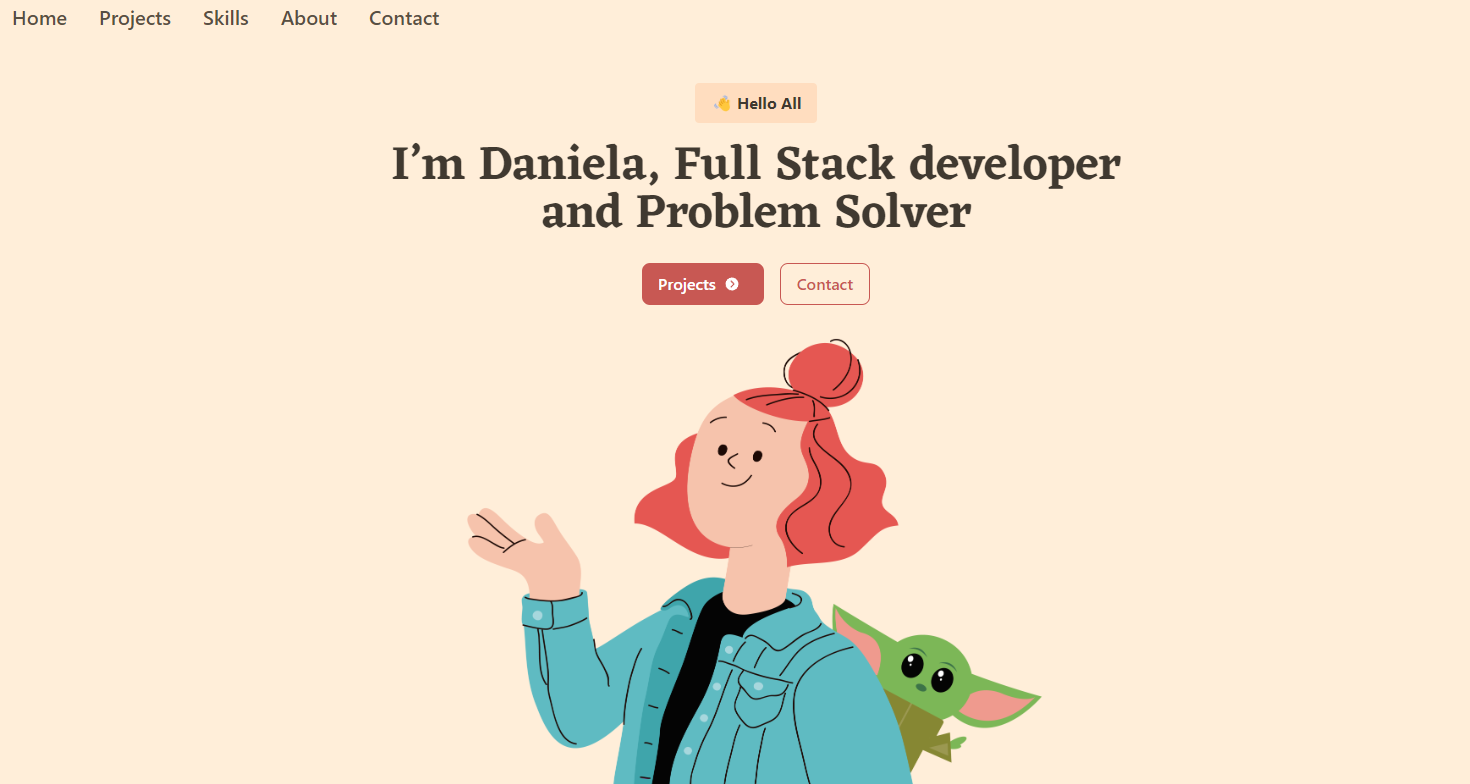 Home Projects Skills About Contact
👋 Hello All
I’m Daniela, Full Stack developer
and Problem Solver
Projects
Contact